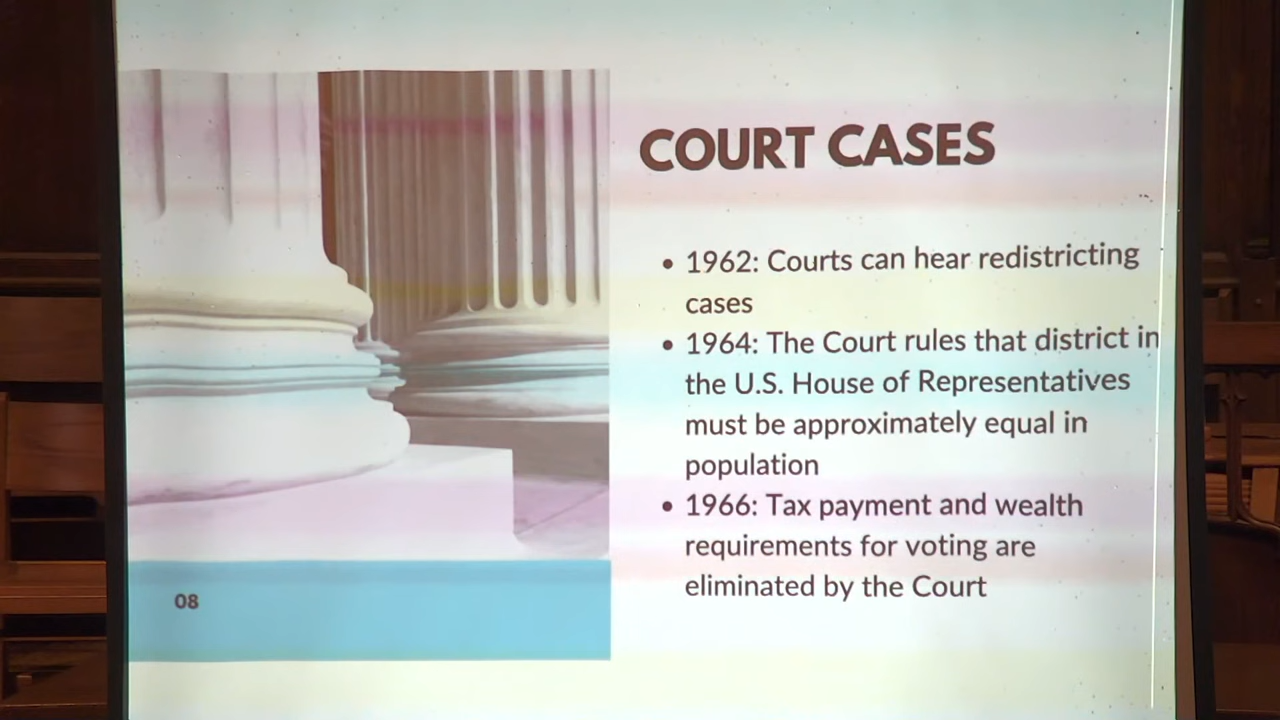 COURT CASES
• 1962: Courts can hear redistricting
cases
• 1964: The Court rules that district in
the U.S. House of Representatives
must be approximately equal in
population
• 1966: Tax payment and wealth
requirements for voting are
eliminated by the Court
08